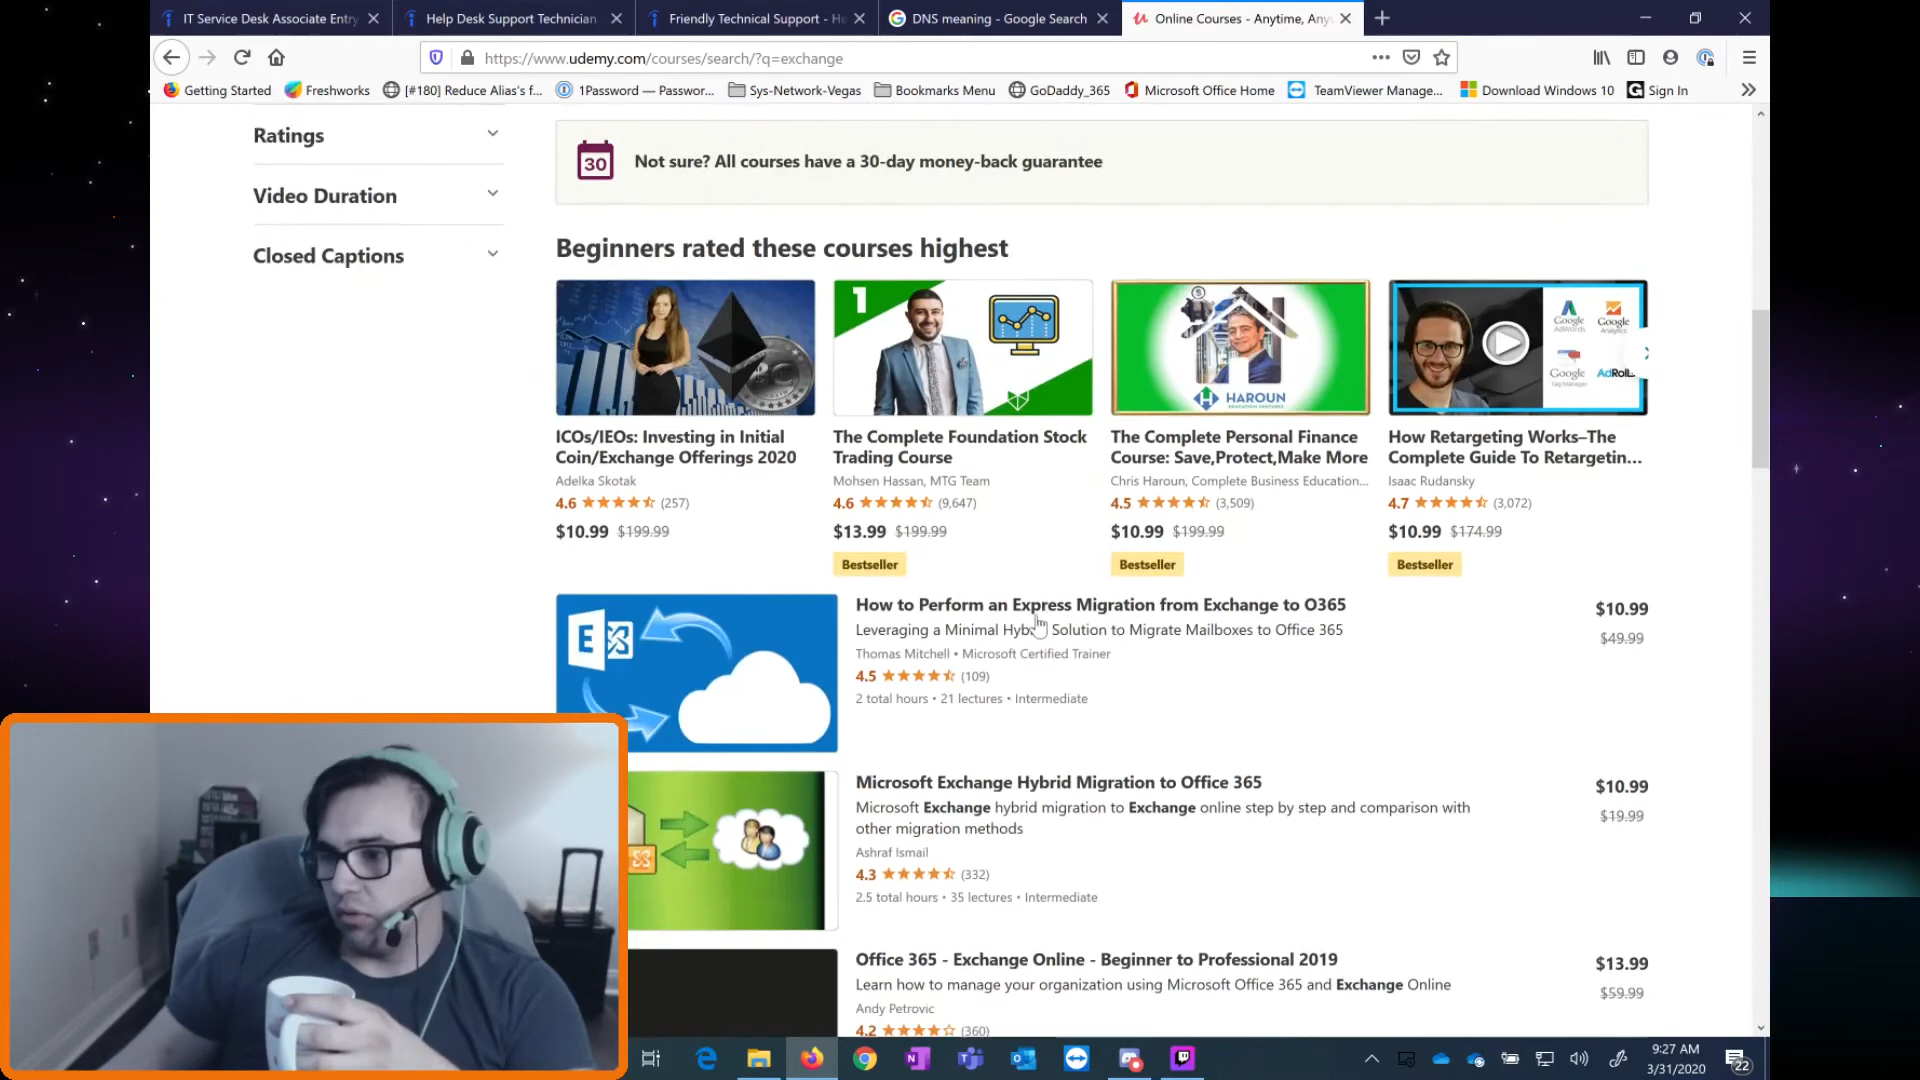 IT Service Desk Associate Entry
Help Desk Support Technician
Friendly Technical Support - He
DNS meaning - Google Search
Online Courses - Anytime, Any
https://www.udemy.com/courses/search/?q=exchange
Getting Started
Freshworks
[#180] Reduce Alias's f...
1Password — Passwor...
Sys-Network-Vegas
Bookmarks Menu
GoDaddy_365
Microsoft Office Home
TeamViewer Manage...
Download Windows 10
Sign In
Ratings
Video Duration
Closed Captions
30
Not sure? All courses have a 30-day money-back guarantee
Beginners rated these courses highest
1
HAROUN
Google AdWords
Google Analytics
Google Tag Manager
AdRoll
ICOs/IEOs: Investing in Initial
Coin/Exchange Offerings 2020
Adelka Skotak
4.6 (257)
$10.99 $199.99
The Complete Foundation Stock
Trading Course
Mohsen Hassan, MTG Team
4.6 (9,647)
$13.99 $199.99
Bestseller
The Complete Personal Finance
Course: Save,Protect,Make More
Chris Haroun, Complete Business Education...
4.5 (3,509)
$10.99 $199.99
Bestseller
How Retargeting Works–The
Complete Guide To Retargetin...
Isaac Rudansky
4.7 (3,072)
$10.99 $174.99
Bestseller
E
How to Perform an Express Migration from Exchange to O365
Leveraging a Minimal Hybrid Solution to Migrate Mailboxes to Office 365
Thomas Mitchell • Microsoft Certified Trainer
4.5 (109)
2 total hours • 21 lectures • Intermediate
$10.99
$49.99
Microsoft Exchange Hybrid Migration to Office 365
Microsoft Exchange hybrid migration to Exchange online step by step and comparison with
other migration methods
Ashraf Ismail
4.3 (332)
2.5 total hours • 35 lectures • Intermediate
$10.99
$19.99
Office 365 - Exchange Online - Beginner to Professional 2019
Learn how to manage your organization using Microsoft Office 365 and Exchange Online
Andy Petrovic
4.2 (360)
$13.99
$59.99
9:27 AM
3/31/2020
22